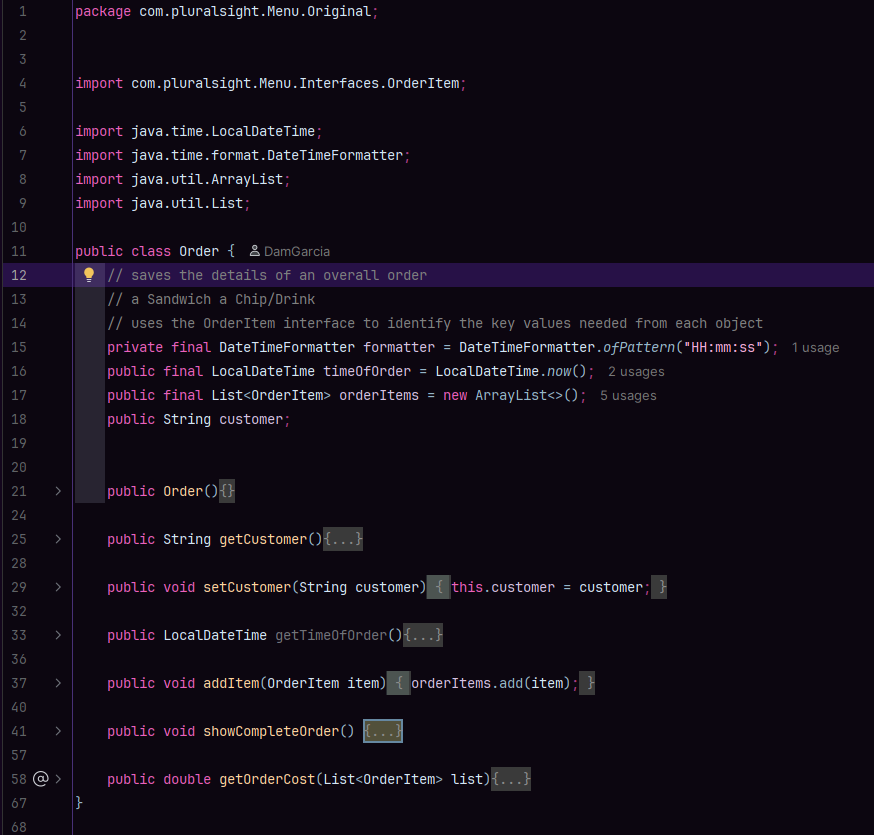 1 package com.pluralsight.Menu.Original;
2
3
4 import com.pluralsight.Menu.Interfaces.OrderItem;
5
6 import java.time.LocalDateTime;
7 import java.time.format.DateTimeFormatter;
8 import java.util.ArrayList;
9 import java.util.List;
10
11 public class Order { DamGarcia
12 // saves the details of an overall order
13 // a Sandwich a Chip/Drink
14 // uses the OrderItem interface to identify the key values needed from each object
15 private final DateTimeFormatter formatter = DateTimeFormatter.ofPattern("HH:mm:ss"); 1 usage
16 public final LocalDateTime timeOfOrder = LocalDateTime.now(); 2 usages
17 public final List<OrderItem> orderItems = new ArrayList<>(); 5 usages
18 public String customer;
19
20
21 public Order(){}
24
25 public String getCustomer(){...}
28
29 public void setCustomer(String customer) { this.customer = customer; }
32
33 public LocalDateTime getTimeOfOrder(){...}
36
37 public void addItem(OrderItem item) { orderItems.add(item); }
40
41 public void showCompleteOrder() {...}
57
58 @ public double getOrderCost(List<OrderItem> list){...}
67 }
68